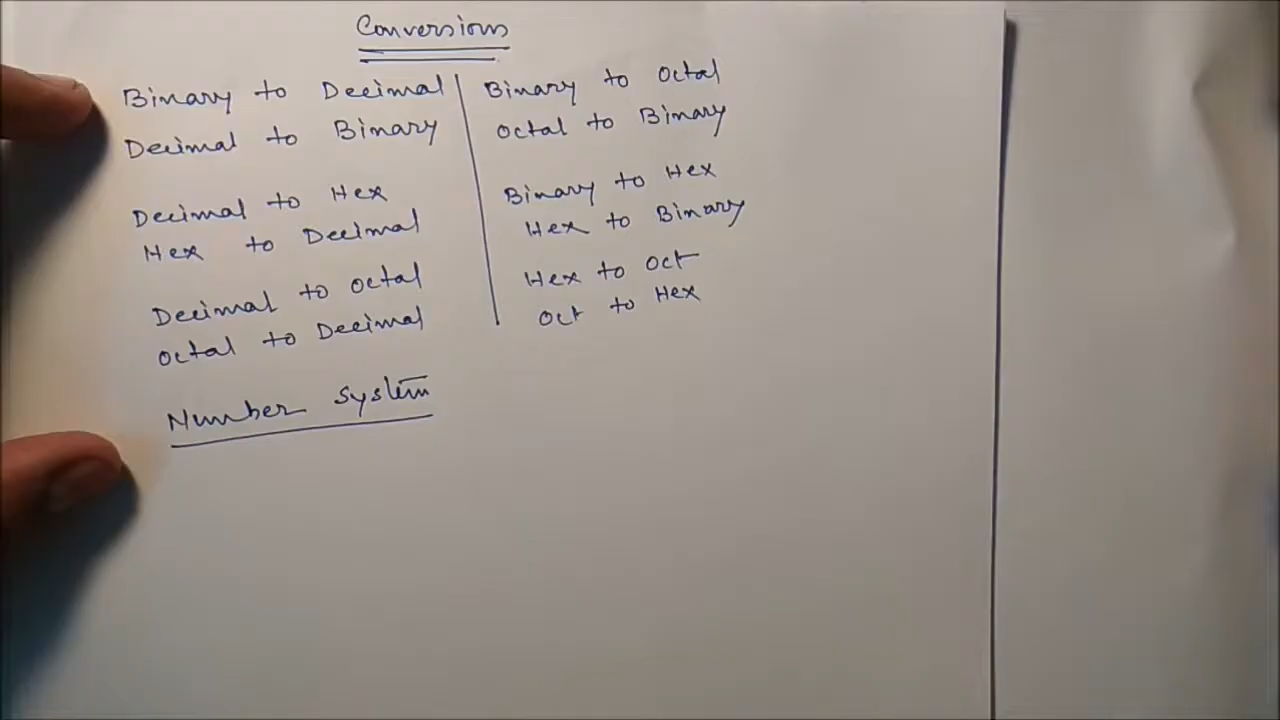 Conversions
Binary to Decimal
Decimal to Binary
Decimal to Hex
Hex to Decimal
Decimal to Octal
Octal to Decimal
Number System
Binary to Octal
Octal to Binary
Binary to Hex
Hex to Binary
Hex to Oct
Oct to Hex